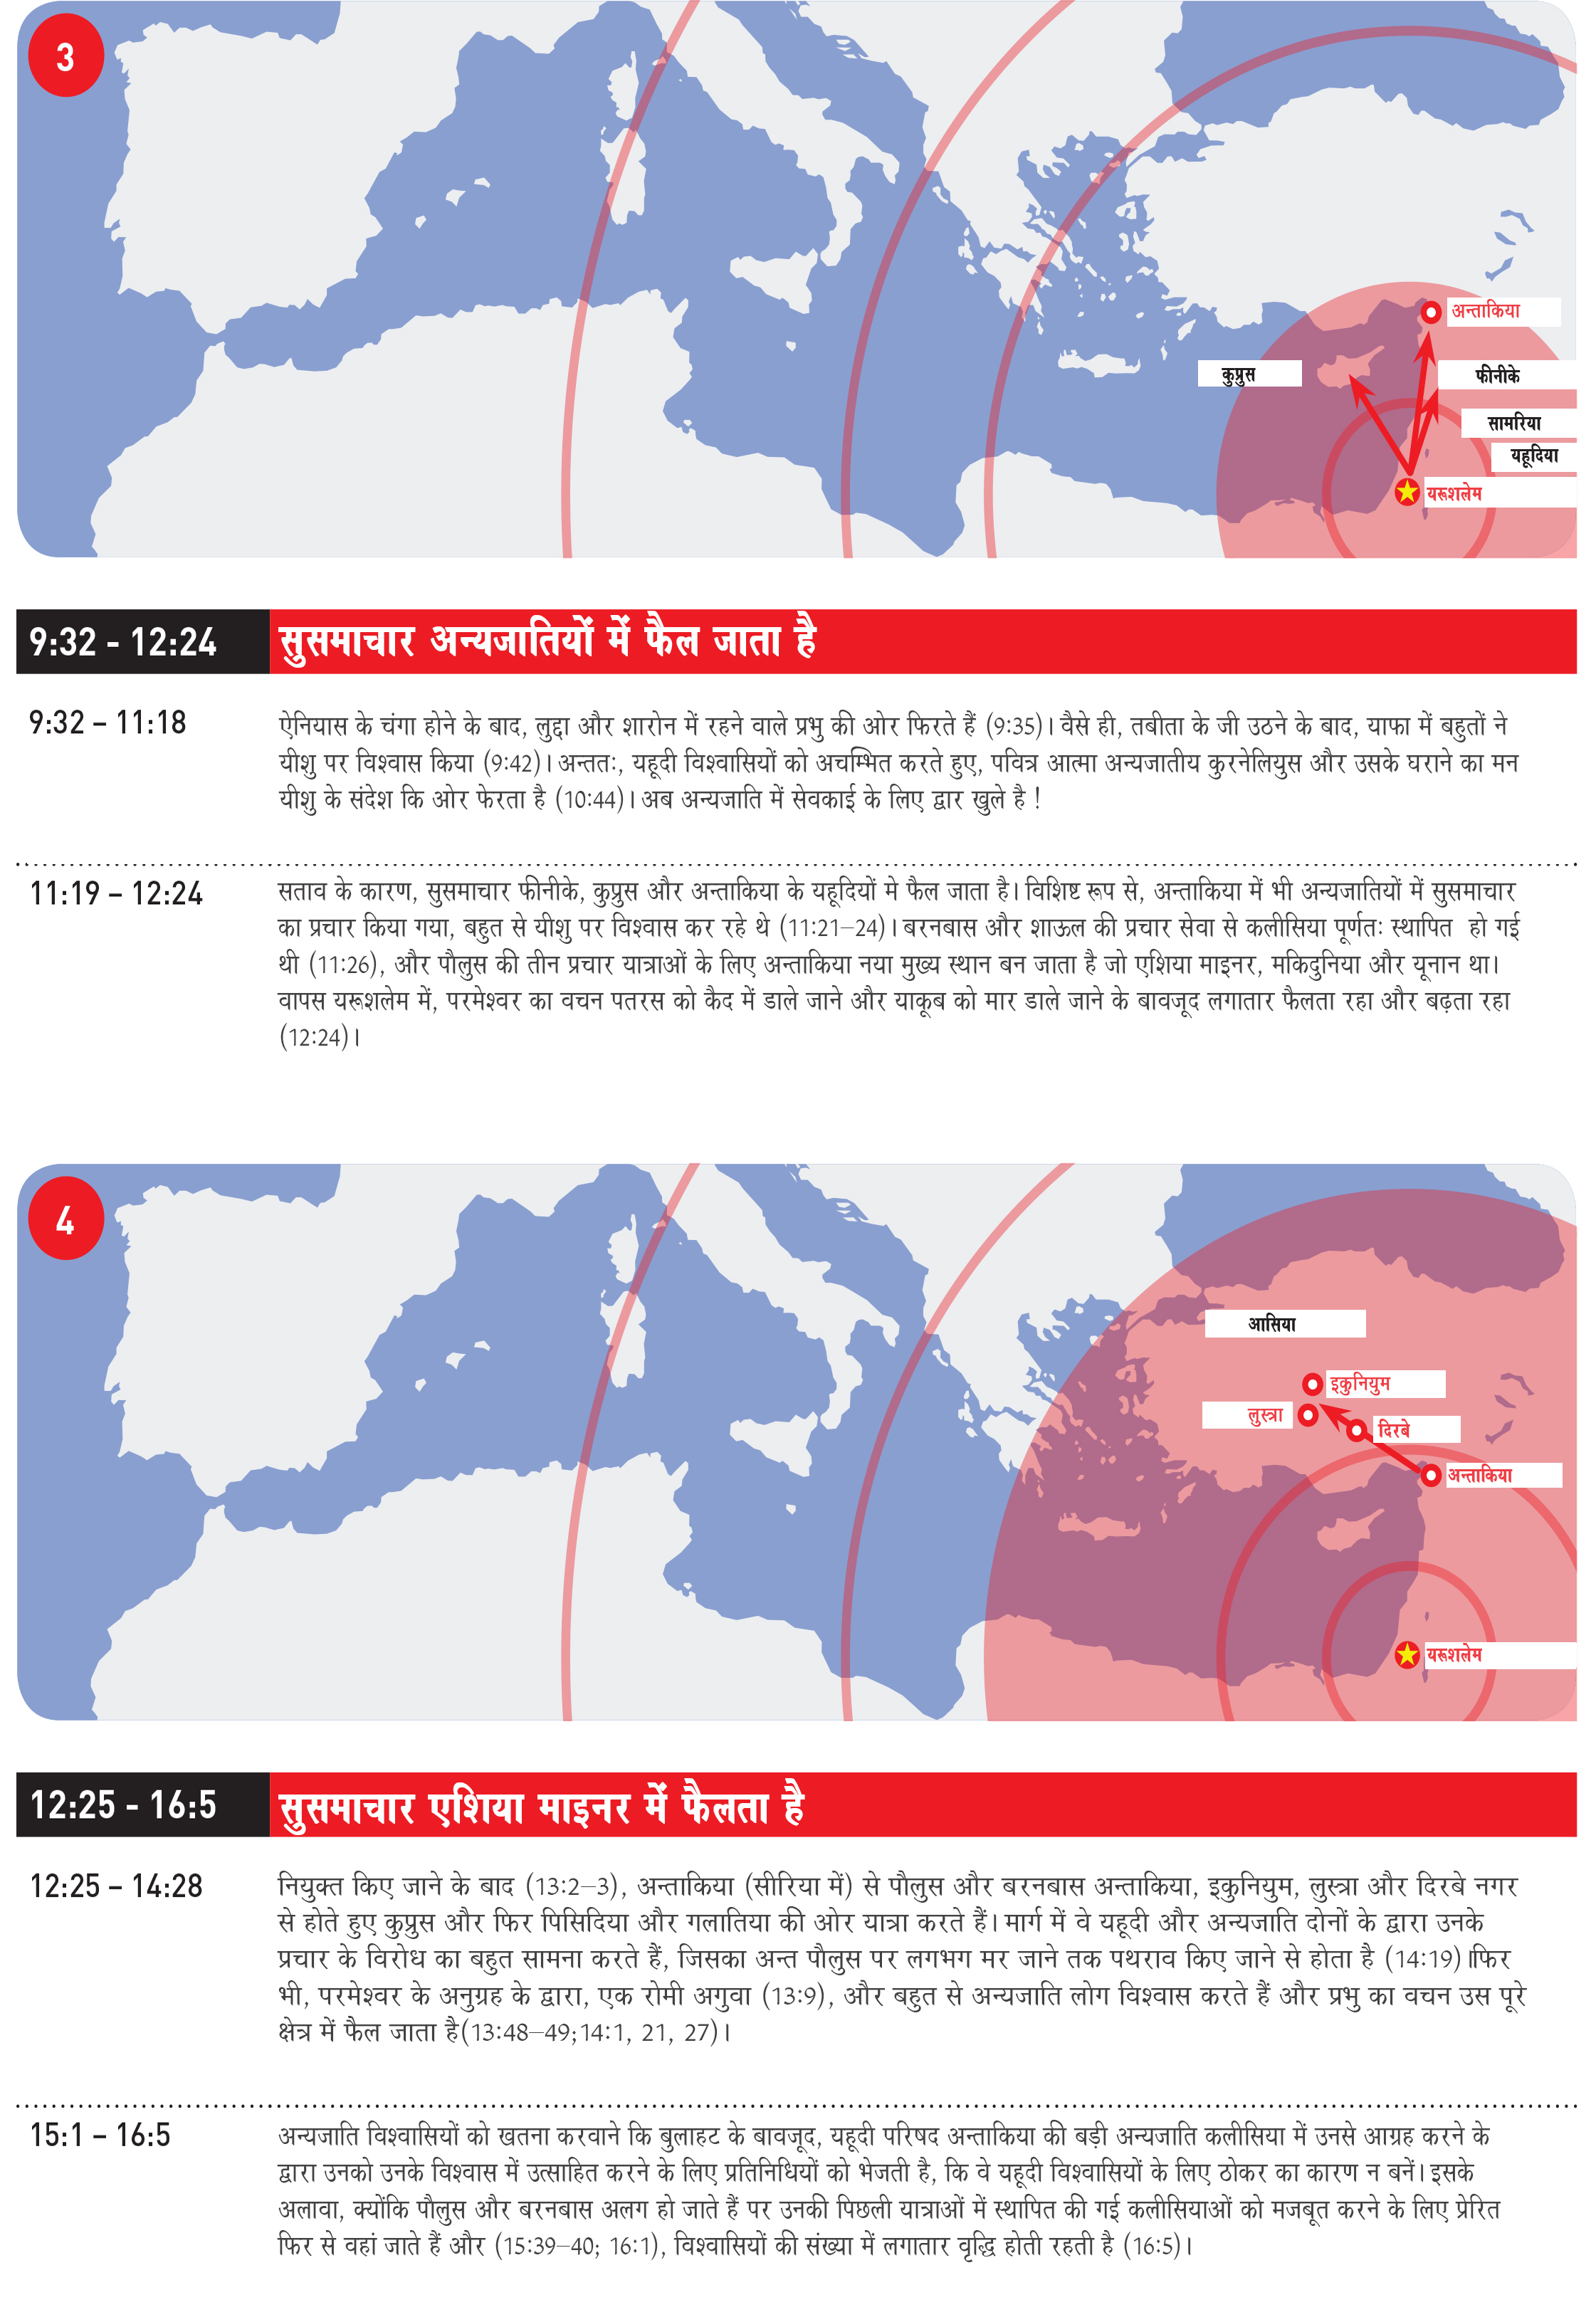 3
अन्ताकिया
कुप्रुस
फीनीके
सामरिया
यहूदिया
यरूशलेम
9:32 - 12:24 सुसमाचार अन्यजातियों में फैल जाता है
9:32 – 11:18
ऐनियास के चंगा होने के बाद, लुद्दा और शारोन में रहने वाले प्रभु की ओर फिरते हैं (9:35)। वैसे ही, तबीता के जी उठने के बाद, याफा में बहुतों ने
यीशु पर विश्वास किया (9:42)। अन्ततः, यहूदी विश्वासियों को अचम्भित करते हुए, पवित्र आत्मा अन्यजातीय कुरनेलियुस और उसके घराने का मन
यीशु के संदेश कि ओर फेरता है (10:44)। अब अन्यजाति में सेवकाई के लिए द्वार खुले है !
11:19 – 12:24
सताव के कारण, सुसमाचार फीनीके, कुप्रुस और अन्ताकिया के यहूदियों मे फैल जाता है। विशिष्ट रूप से, अन्ताकिया में भी अन्यजातियों में सुसमाचार
का प्रचार किया गया, बहुत से यीशु पर विश्वास कर रहे थे (11:21–24)। बरनबास और शाऊल की प्रचार सेवा से कलीसिया पूर्णतः स्थापित हो गई
थी (11:26), और पौलुस की तीन प्रचार यात्राओं के लिए अन्ताकिया नया मुख्य स्थान बन जाता है जो एशिया माइनर, मकिदुनिया और यूनान था।
वापस यरूशलेम में, परमेश्वर का वचन पतरस को कैद में डाले जाने और याकूब को मार डाले जाने के बावजूद लगातार फैलता रहा और बढ़ता रहा
(12:24)।
4
आसिया
इकुनियुम
लुस्त्रा
दिरबे
अन्ताकिया
यरूशलेम
12:25 - 16:5 सुसमाचार एशिया माइनर में फैलता है
12:25 – 14:28
नियुक्त किए जाने के बाद (13:2–3), अन्ताकिया (सीरिया में) से पौलुस और बरनबास अन्ताकिया, इकुनियुम, लुस्त्रा और दिरबे नगर
से होते हुए कुप्रुस और फिर पिसिदिया और गलातिया की ओर यात्रा करते हैं। मार्ग में वे यहूदी और अन्यजाति दोनों के द्वारा उनके
प्रचार के विरोध का बहुत सामना करते हैं, जिसका अन्त पौलुस पर लगभग मर जाने तक पथराव किए जाने से होता है (14:19)।फिर
भी, परमेश्वर के अनुग्रह के द्वारा, एक रोमी अगुवा (13:9), और बहुत से अन्यजाति लोग विश्वास करते हैं और प्रभु का वचन उस पूरे
क्षेत्र में फैल जाता है(13:48–49;14:1, 21, 27)।
15:1 – 16:5
अन्यजाति विश्वासियों को खतना करवाने कि बुलाहट के बावजूद, यहूदी परिषद अन्ताकिया की बड़ी अन्यजाति कलीसिया में उनसे आग्रह करने के
द्वारा उनको उनके विश्वास में उत्साहित करने के लिए प्रतिनिधियों को भेजती है, कि वे यहूदी विश्वासियों के लिए ठोकर का कारण न बनें। इसके
अलावा, क्योंकि पौलुस और बरनबास अलग हो जाते हैं पर उनकी पिछली यात्राओं में स्थापित की गई कलीसियाओं को मजबूत करने के लिए प्रेरित
फिर से वहां जाते हैं और (15:39–40; 16:1), विश्वासियों की संख्या में लगातार वृद्धि होती रहती है (16:5)।